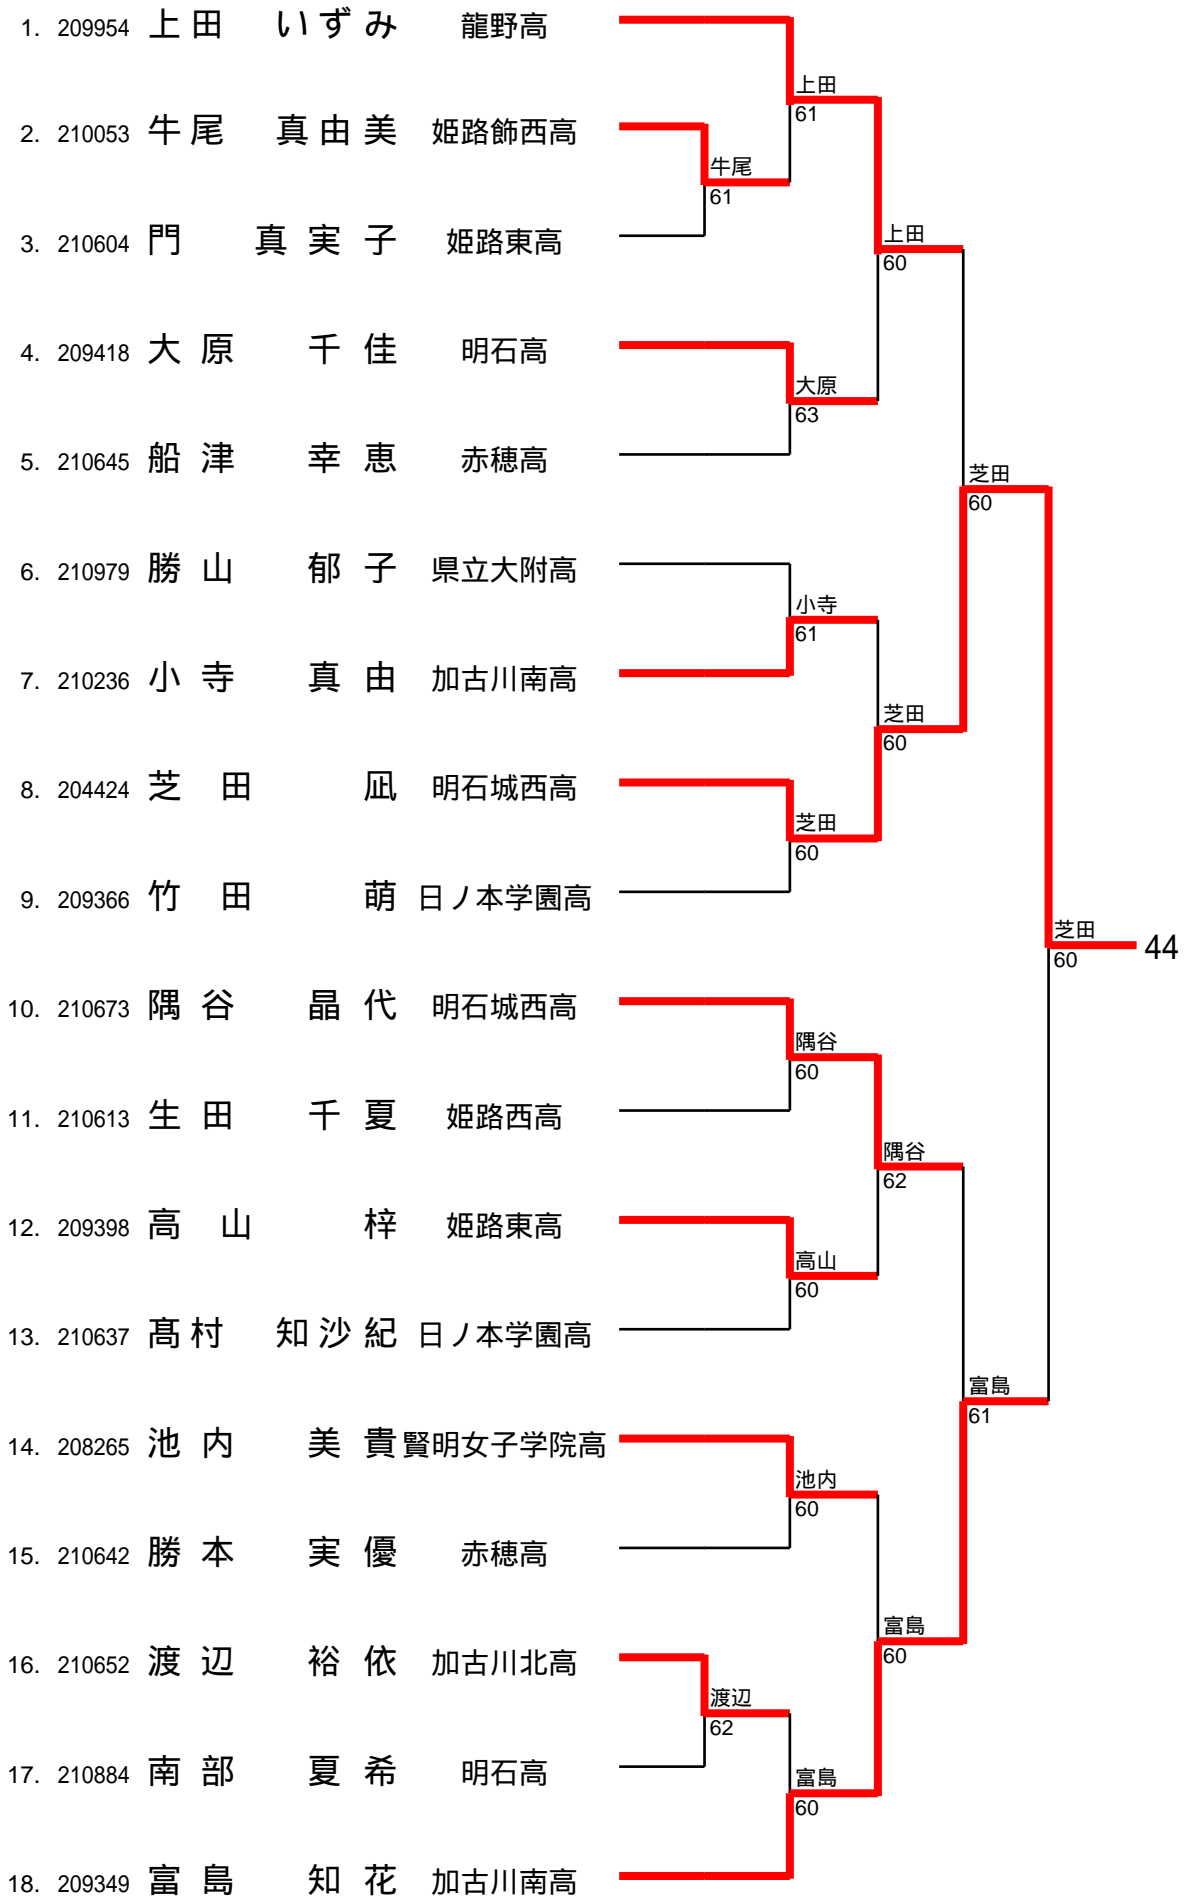 1. 209954 上田 いずみ 龍野高
上田
61
2. 210053 牛尾 真由美 姫路飾西高
牛尾
61
3. 210604 門 真実子 姫路東高
上田
60
4. 209418 大原 千佳 明石高
大原
63
5. 210645 船津 幸恵 赤穂高
芝田
60
6. 210979 勝山 郁子 県立大附高
小寺
61
7. 210236 小寺 真由 加古川南高
芝田
60
8. 204424 芝田 凪 明石城西高
芝田
60
9. 209366 竹田 萌 日ノ本学園高
芝田
60
44
10. 210673 隅谷 晶代 明石城西高
隅谷
60
11. 210613 生田 千夏 姫路西高
隅谷
62
12. 209398 高山 梓 姫路東高
高山
60
13. 210637 髙村 知沙紀 日ノ本学園高
富島
61
14. 208265 池内 美貴 賢明女子学院高
池内
60
15. 210642 勝本 実優 赤穂高
富島
60
16. 210652 渡辺 裕依 加古川北高
渡辺
62
17. 210884 南部 夏希 明石高
富島
60
18. 209349 富島 知花 加古川南高